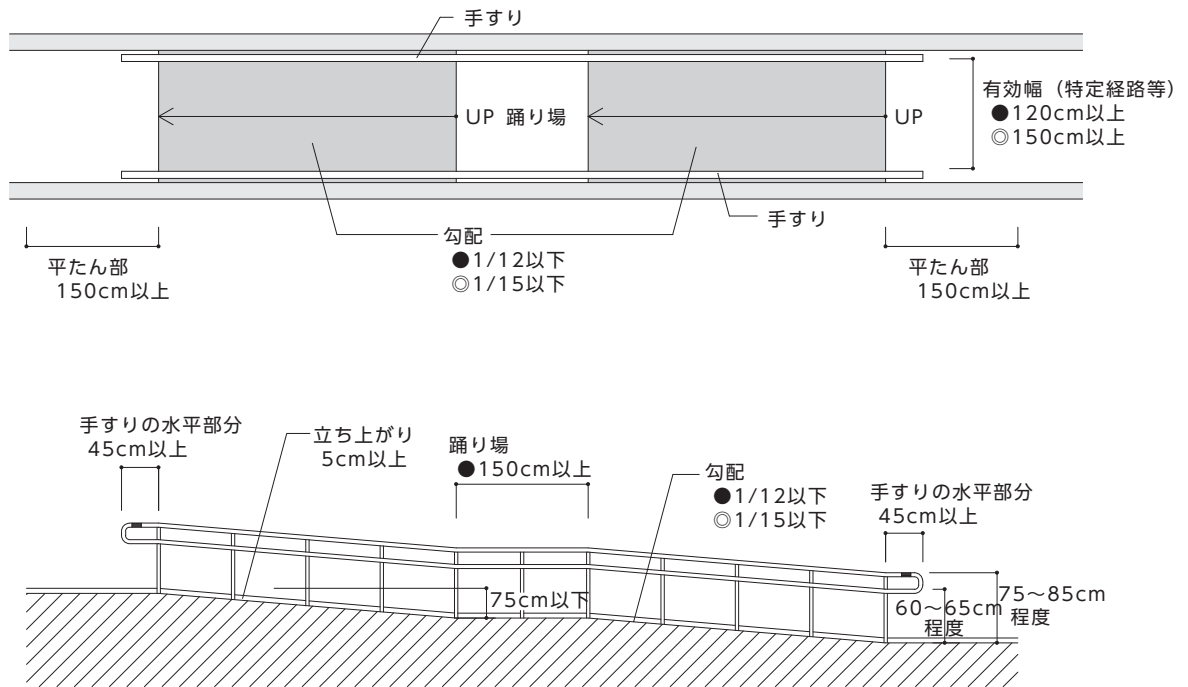 手すり
有効幅（特定経路等）
●120cm以上
◎150cm以上
UP 踊り場
UP
手すり
勾配
●1/12以下
◎1/15以下
平たん部
150cm以上
平たん部
150cm以上
手すりの水平部分
45cm以上
立ち上がり
5cm以上
踊り場
●150cm以上
勾配
●1/12以下
◎1/15以下
手すりの水平部分
45cm以上
75cm以下
60〜65cm
程度
75〜85cm
程度